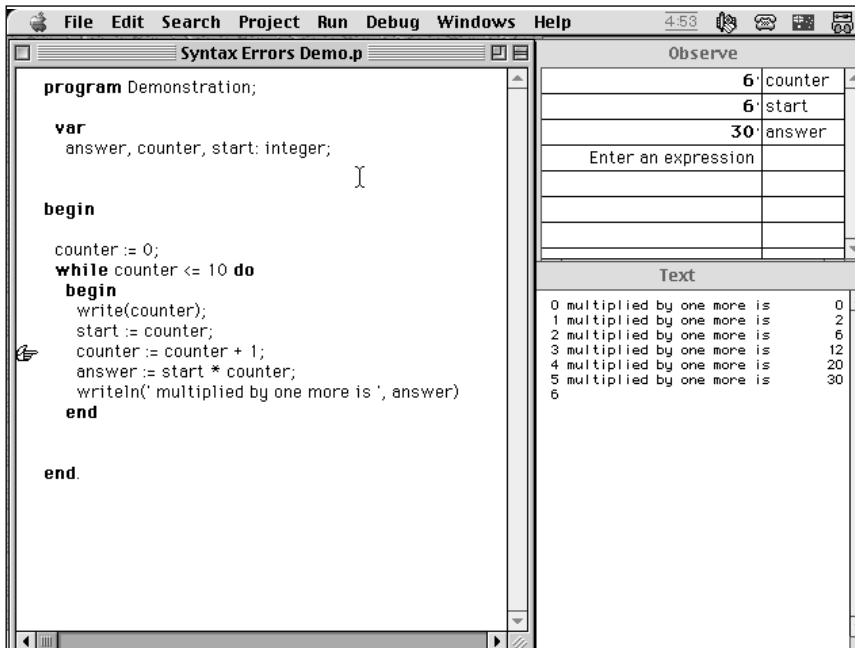 File Edit Search Project Run Debug Windows Help 4:53
Syntax Errors Demo.p
program Demonstration;
var
answer, counter, start: integer;
begin
counter := 0;
while counter <= 10 do
begin
write(counter);
start := counter;
counter := counter + 1;
answer := start * counter;
writeln(' multiplied by one more is ', answer)
end
end.
Observe
6 counter
6 start
30 answer
Enter an expression
Text
0 multiplied by one more is 0
1 multiplied by one more is 2
2 multiplied by one more is 6
3 multiplied by one more is 12
4 multiplied by one more is 20
5 multiplied by one more is 30
6